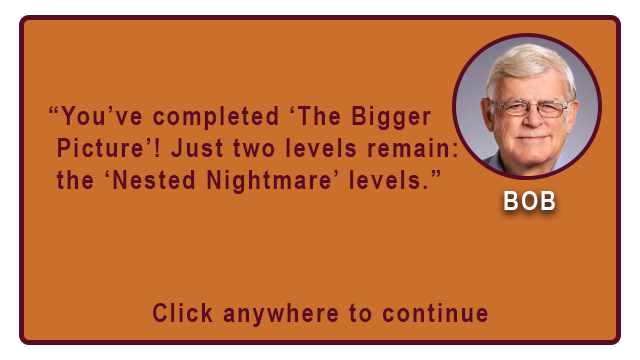 “You’ve completed ‘The Bigger
Picture’! Just two levels remain:
the ‘Nested Nightmare’ levels.”
BOB
Click anywhere to continue